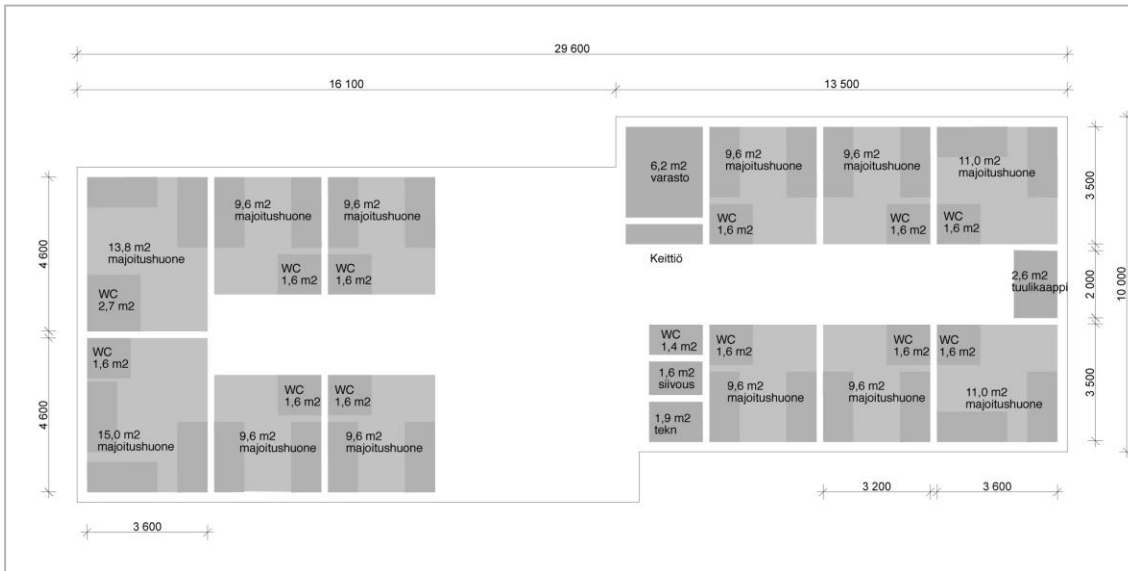 29 600
16 100
13 500
6,2 m2
varasto
9,6 m2
majoitushuone
9,6 m2
majoitushuone
11,0 m2
majoitushuone
WC
1,6 m2
WC
1,6 m2
WC
1,6 m2
3 500
9,6 m2
majoitushuone
9,6 m2
majoitushuone
13,8 m2
majoitushuone
WC
1,6 m2
WC
1,6 m2
WC
2,7 m2
4 600
Keittiö
2,6 m2
tuulikaappi
2 000
10 000
WC
1,6 m2
15,0 m2
majoitushuone
WC
1,6 m2
WC
1,6 m2
9,6 m2
majoitushuone
9,6 m2
majoitushuone
4 600
WC
1,4 m2
1,6 m2
siivous
1,9 m2
tekn
WC
1,6 m2
WC
1,6 m2
WC
1,6 m2
9,6 m2
majoitushuone
9,6 m2
majoitushuone
11,0 m2
majoitushuone
3 500
3 200
3 600
3 600